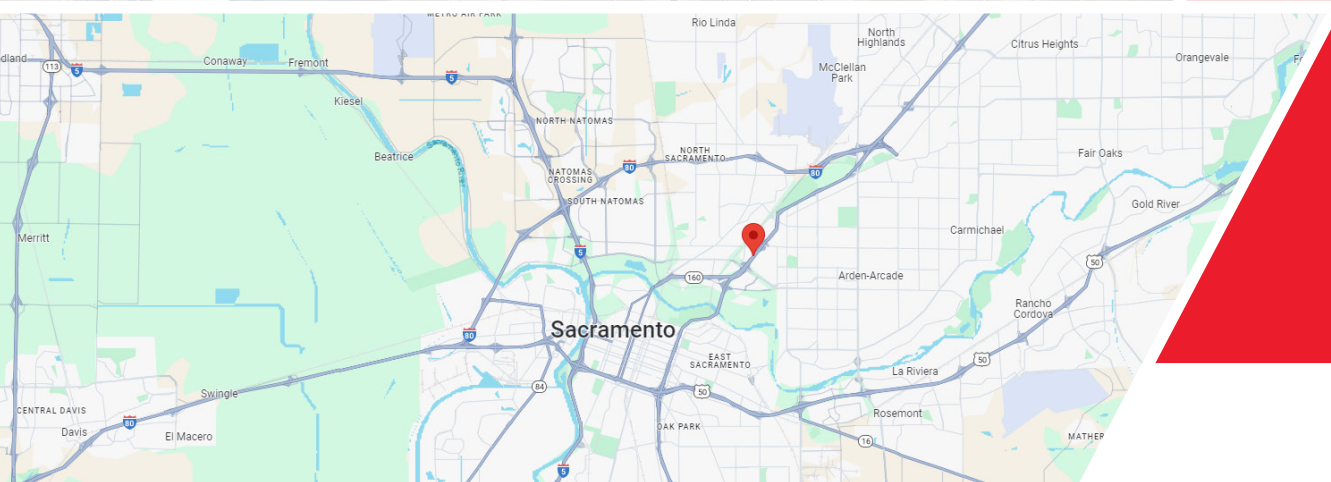 METRO AIR PARK
Rio Linda
North
Highlands
Citrus Heights
Orangevale
113
5
Conaway
Fremont
5
McClellan
Park
Kiesel
NORTH NATOMAS
Beatrice
NORTH
SACRAMENTO
80
80
Fair Oaks
NATOMAS
CROSSING
SOUTH NATOMAS
Gold River
Merritt
5
Carmichael
50
160
Arden-Arcade
Rancho
Cordova
80
Sacramento
EAST
SACRAMENTO
50
La Riviera
Swingle
84
50
CENTRAL DAVIS
80
Davis
El Macero
Rosemont
OAK PARK
16
MATHER
5